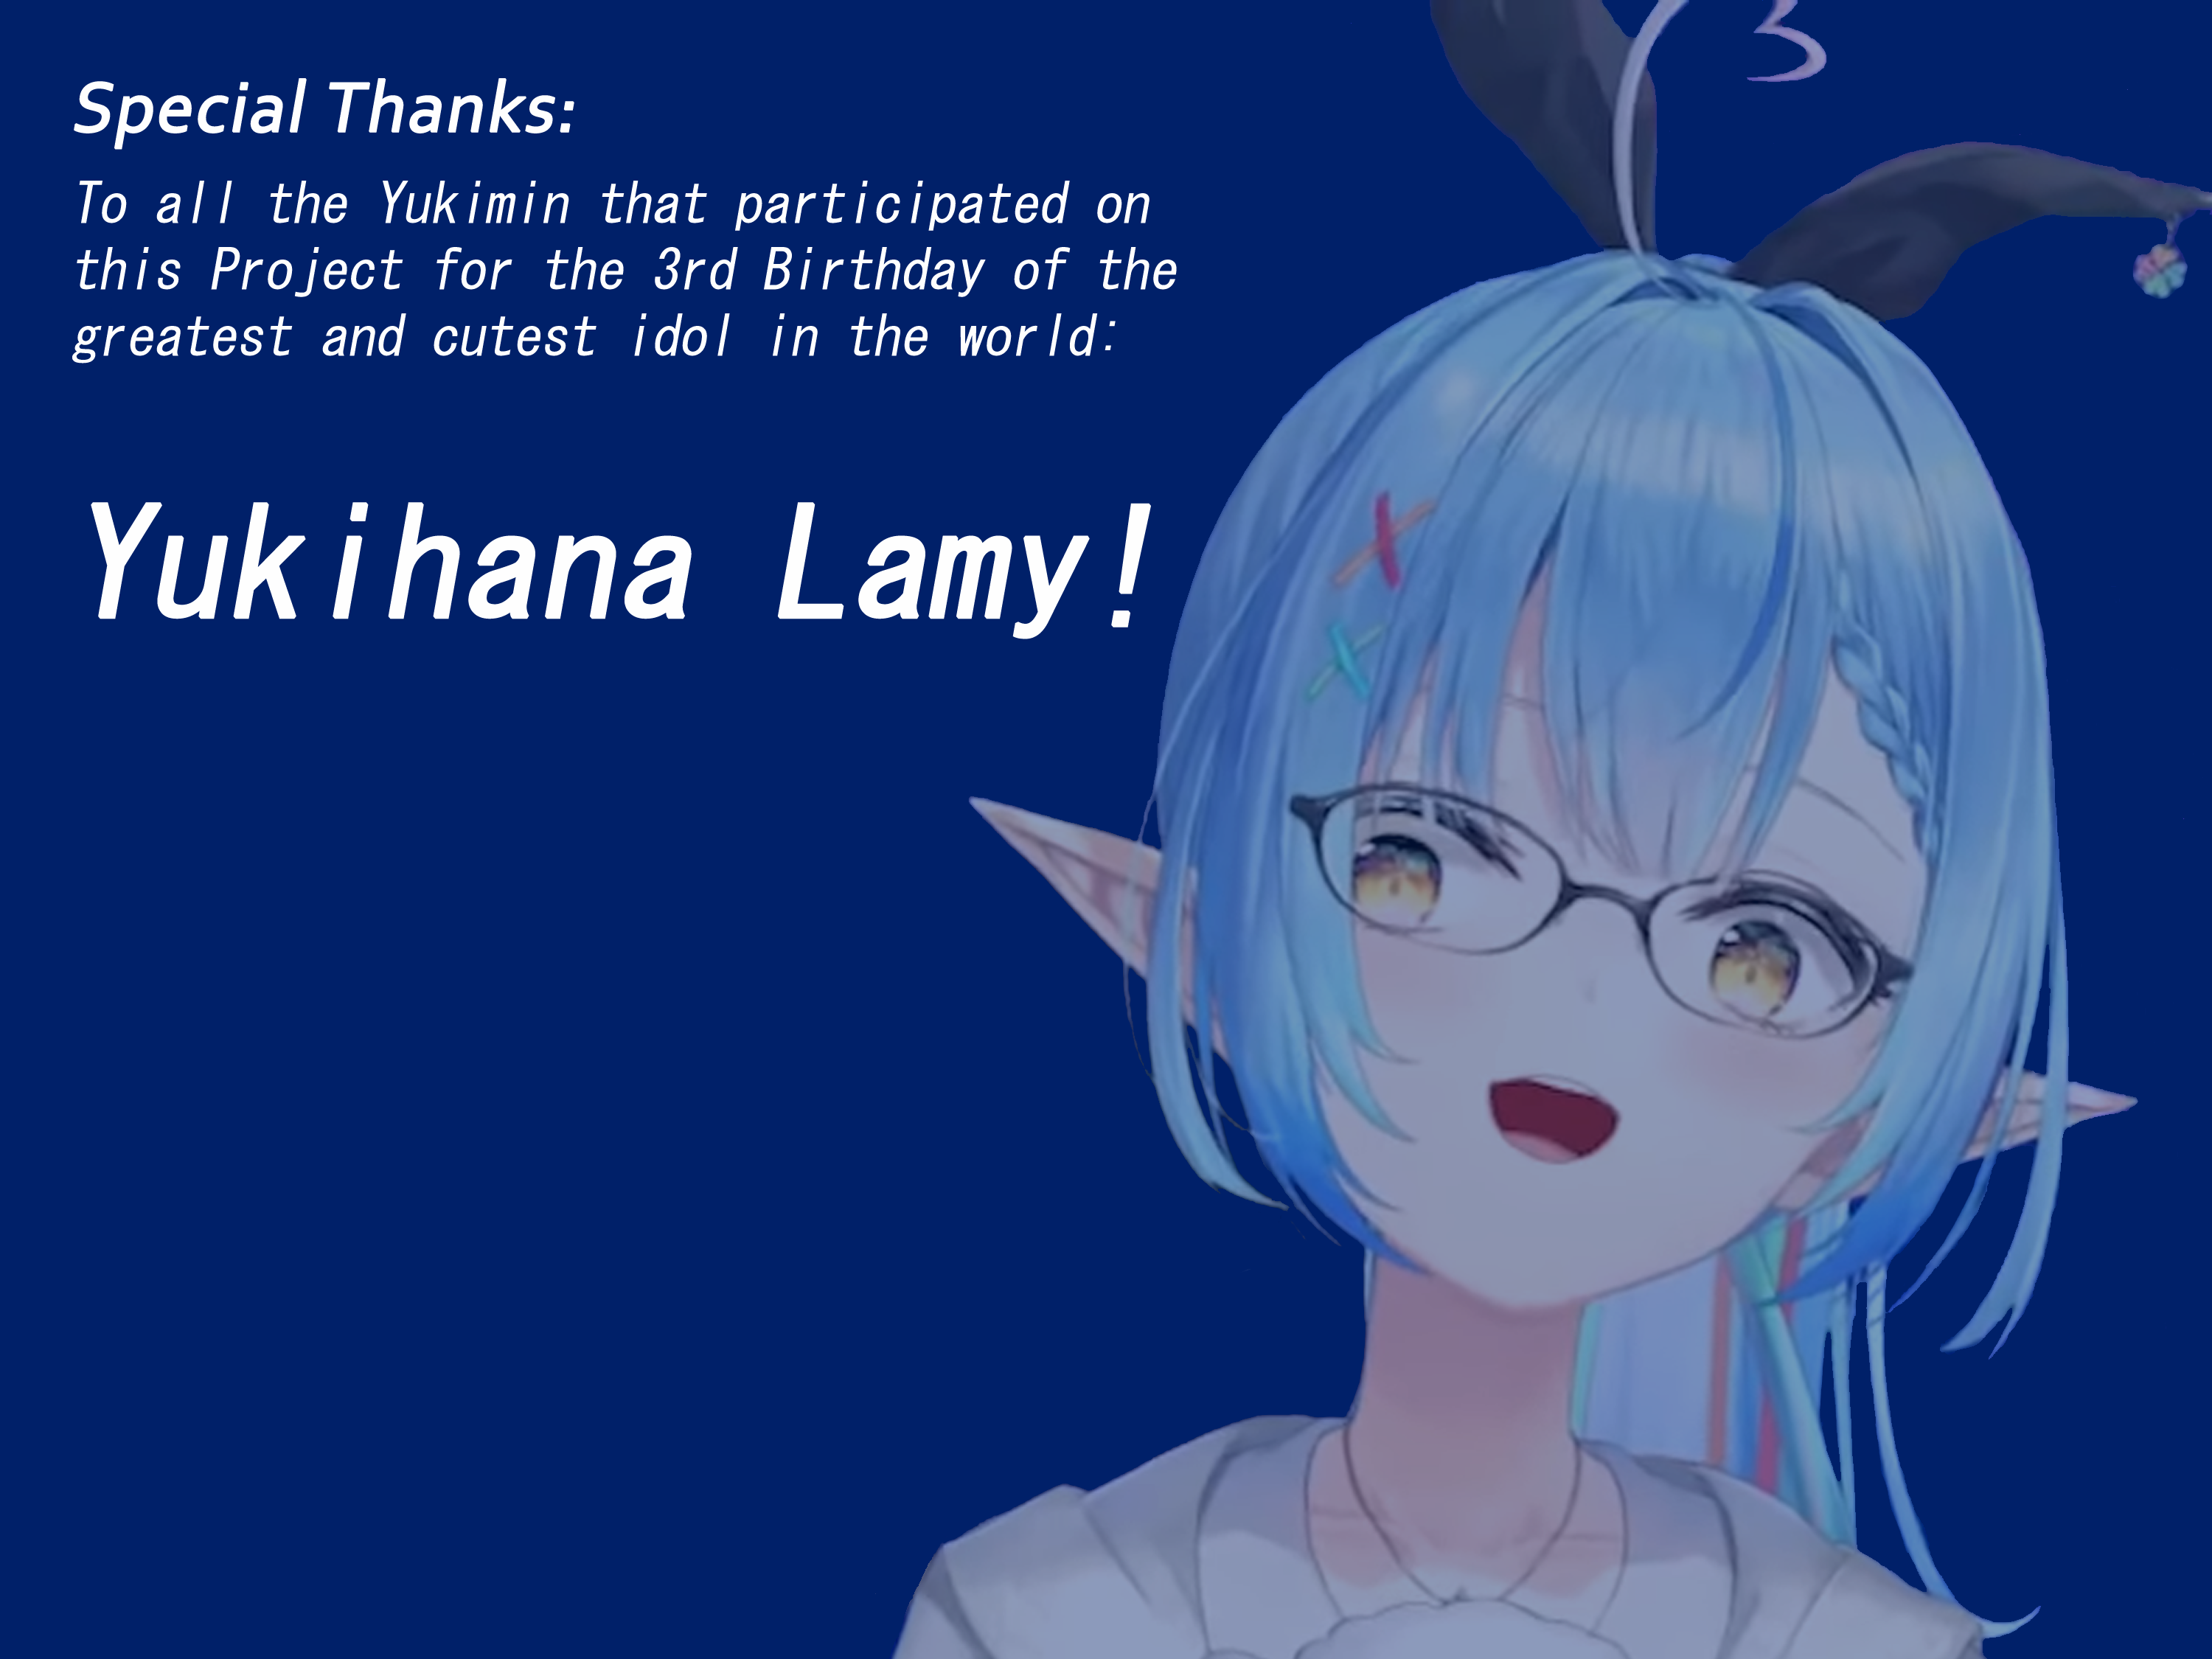 Special Thanks:
To all the Yukimin that participated on
this Project for the 3rd Birthday of the
greatest and cutest idol in the world:
Yukihana Lamy!